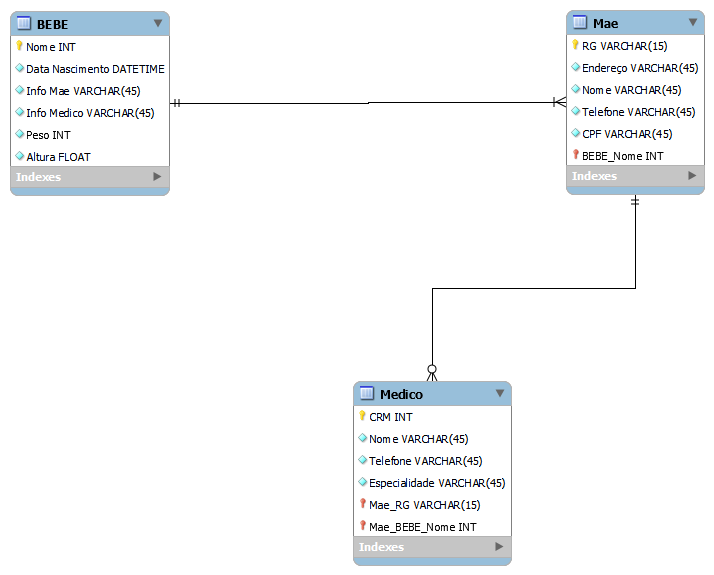 BEBE
Nome INT
Data Nascimento DATETIME
Info Mae VARCHAR(45)
Info Medico VARCHAR(45)
Peso INT
Altura FLOAT
Indexes
Mae
RG VARCHAR(15)
Endereço VARCHAR(45)
Nome VARCHAR(45)
Telefone VARCHAR(45)
CPF VARCHAR(45)
BEBE_Nome INT
Indexes
Medico
CRM INT
Nome VARCHAR(45)
Telefone VARCHAR(45)
Especialidade VARCHAR(45)
Mae_RG VARCHAR(15)
Mae_BEBE_Nome INT
Indexes